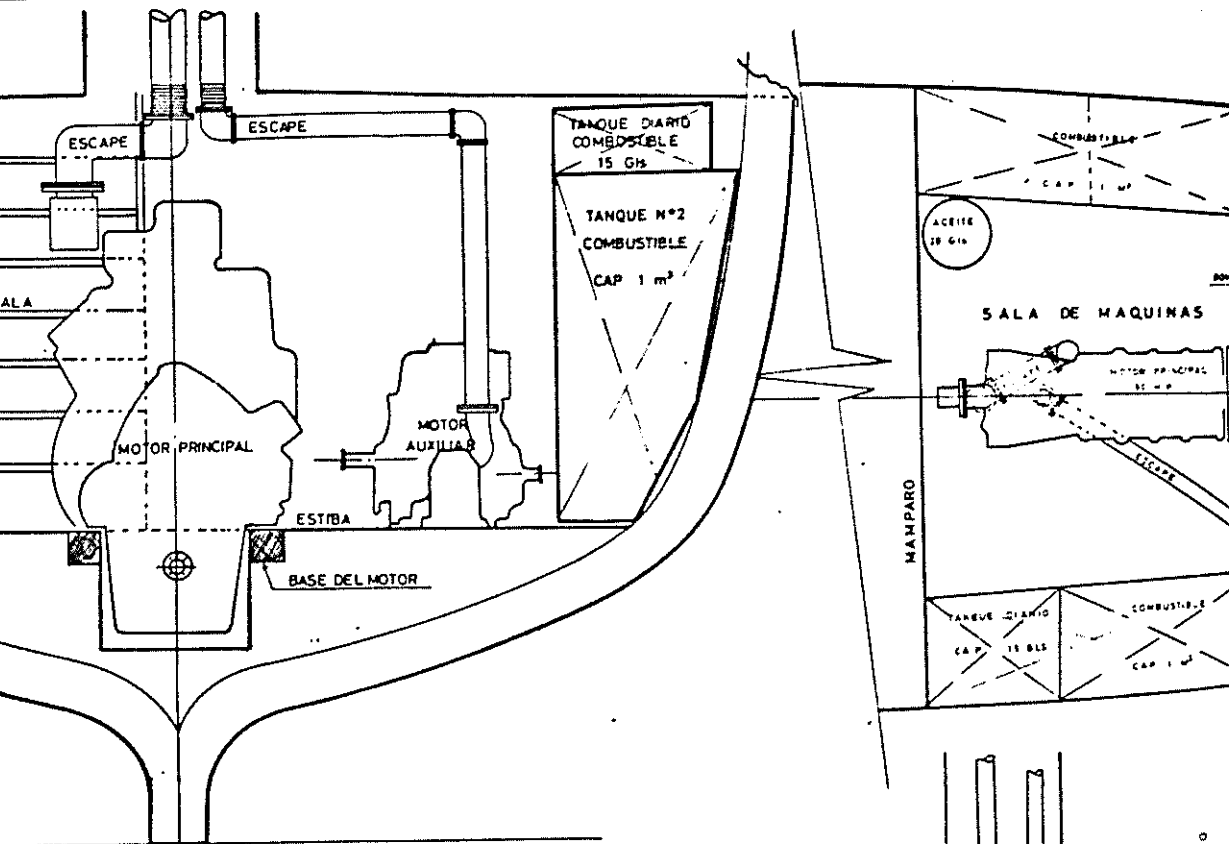 ESCAPE
ESCAPE
TANQUE DIARIO
COMBUSTIBLE
15 Gls
TANQUE Nº2
COMBUSTIBLE
CAP 1 m³
ALA
MOTOR PRINCIPAL
MOTOR
AUXILIAR
ESTIBA
BASE DEL MOTOR
COMBUSTIBLE
CAP 1 m³
ACEITE
Gls
SALA DE MAQUINAS
MOTOR PRINCIPAL
H P
ESCAPE
MAMPARO
TANQUE DIARIO
CAP 15 GLS
COMBUSTIBLE
CAP 1 m³